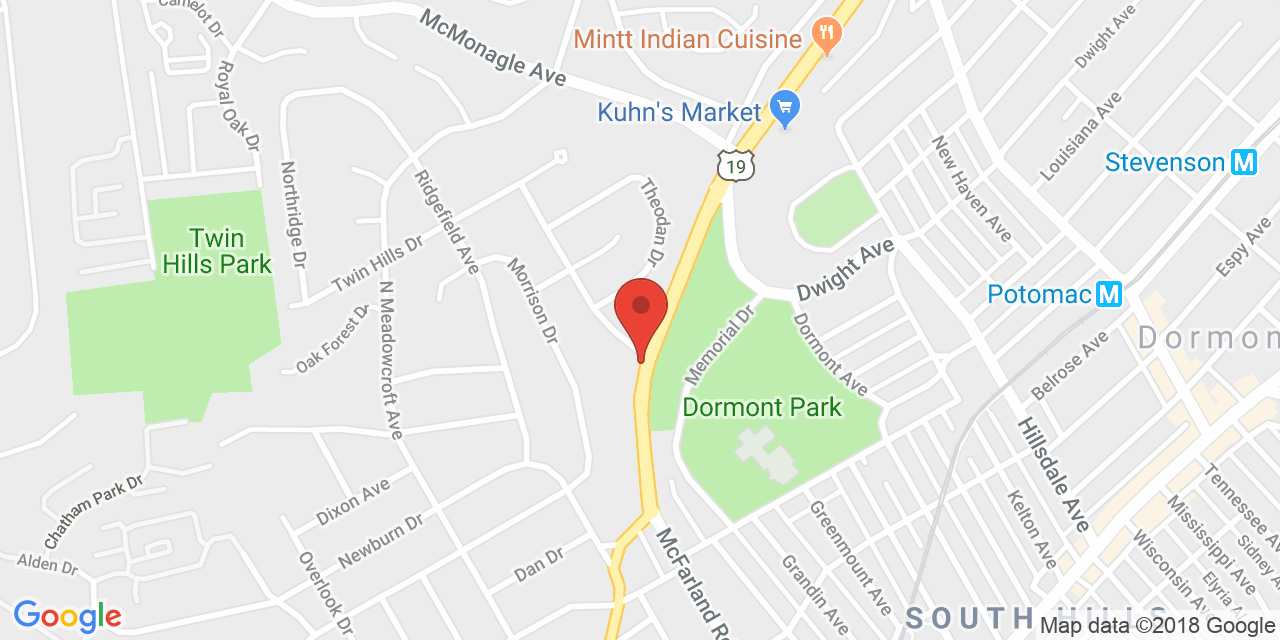 Camelot Dr
McMonagle Ave
Mintt Indian Cuisine
Dwight Ave
Royal Oak Dr
Kuhn's Market
Louisiana Ave
19
Stevenson
M
New Haven Ave
Northridge Dr
Ridgefield Ave
Theodan Dr
Twin
Hills Park
Twin Hills Dr
Dwight Ave
Espy Ave
N Meadowcroft Ave
Morrison Dr
Potomac
M
Oak Forest Dr
Memorial Dr
Dormont Ave
Dormon
Belrose Ave
Dormont Park
Hillsdale Ave
Chatham Park Dr
Dixon Ave
Newburn Dr
Kelton Ave
Greenmount Ave
Tennessee Ave
Mississippi Ave
Sidney A
Wisconsin Ave
Elyria A
Alden Dr
Overlook Dr
Dan Dr
McFarland Ro
Grandin Ave
SOUTH HILLS
Google
Map data ©2018 Google